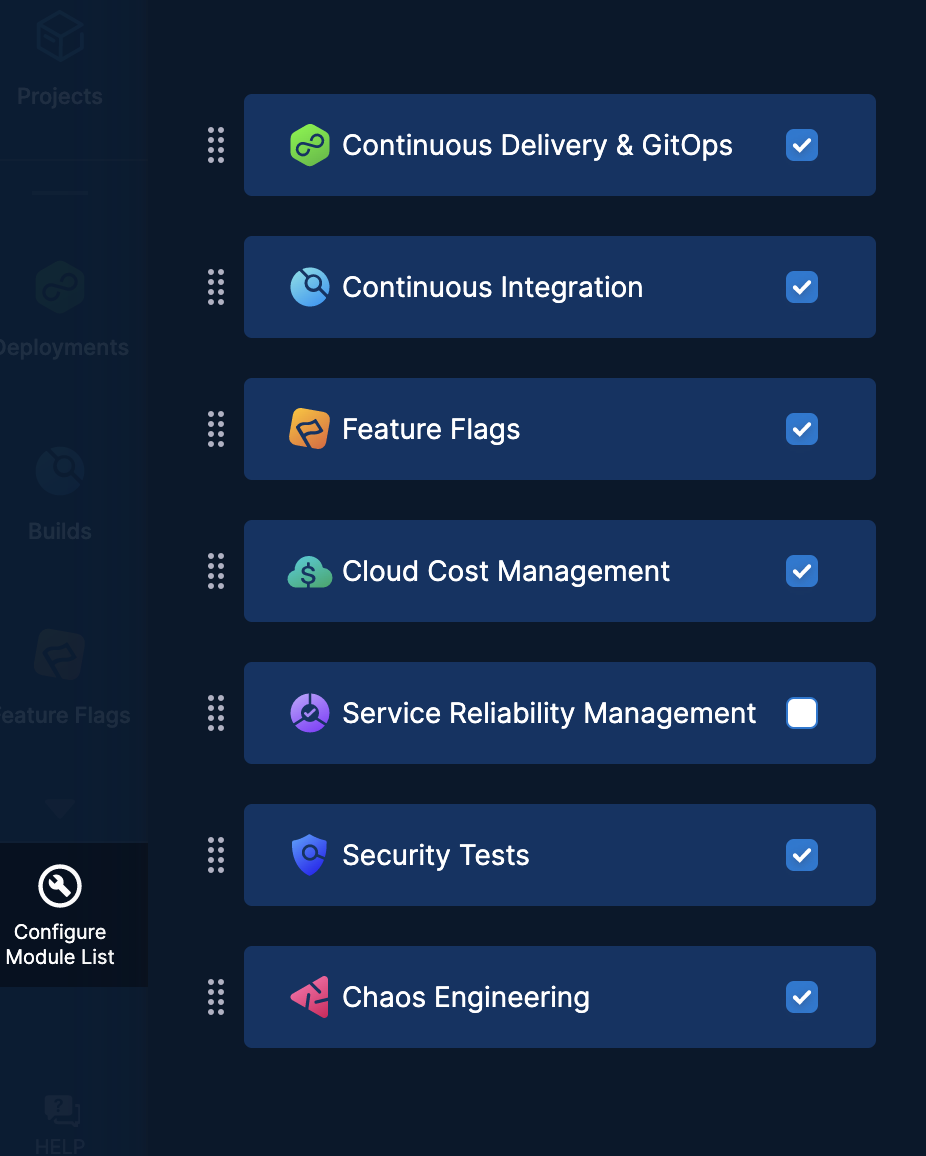 Projects
Deployments
Builds
Feature Flags
Configure
Module List
HELP
Continuous Delivery & GitOps
Continuous Integration
Feature Flags
Cloud Cost Management
Service Reliability Management
Security Tests
Chaos Engineering